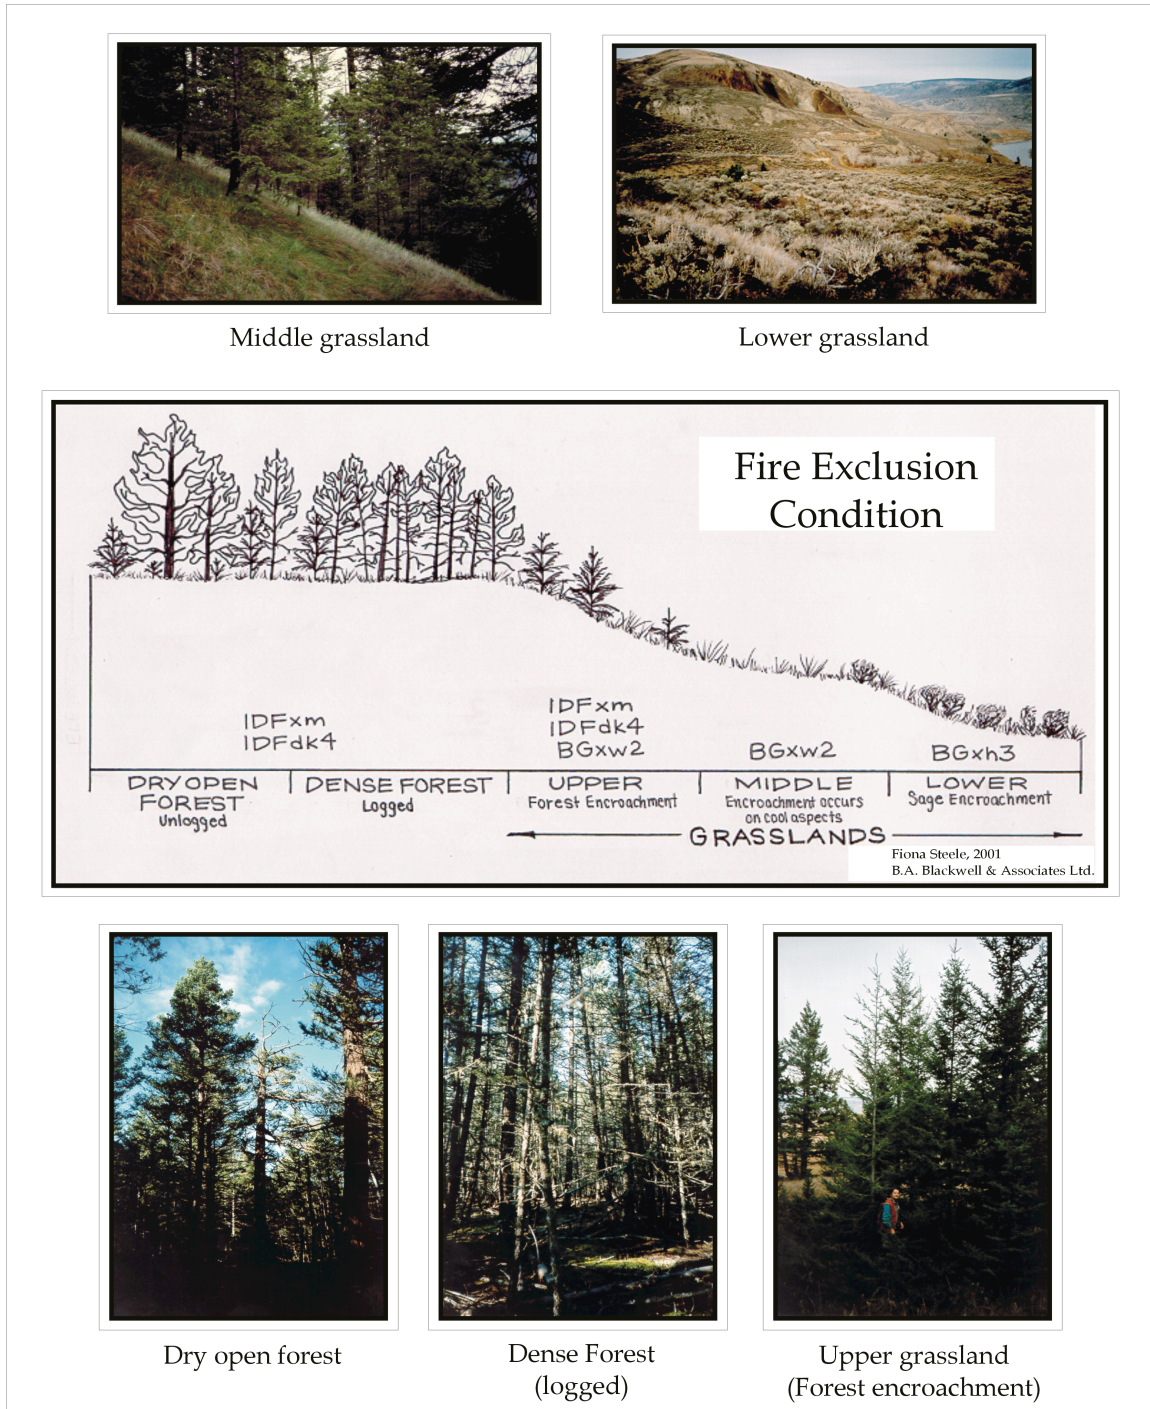 Middle grassland
Lower grassland
Fire Exclusion
Condition
IDFxm
IDFdk4
IDFxm
IDFdk4
BGxw2
BGxw2
BGxh3
DRY OPEN
FOREST
Unlogged
DENSE FOREST
Logged
UPPER
Forest Encroachment
MIDDLE
Encroachment occurs
on cool aspects
LOWER
Sage Encroachment
GRASSLANDS
Fiona Steele, 2001
B.A. Blackwell & Associates Ltd.
Dry open forest
Dense Forest
(logged)
Upper grassland
(Forest encroachment)